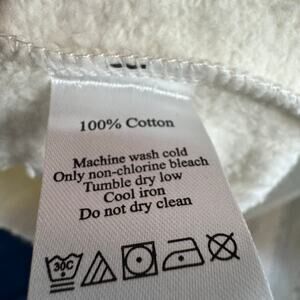 100% Cotton
Machine wash cold
Only non-chlorine bleach
Tumble dry low
Cool iron
Do not dry clean
30C